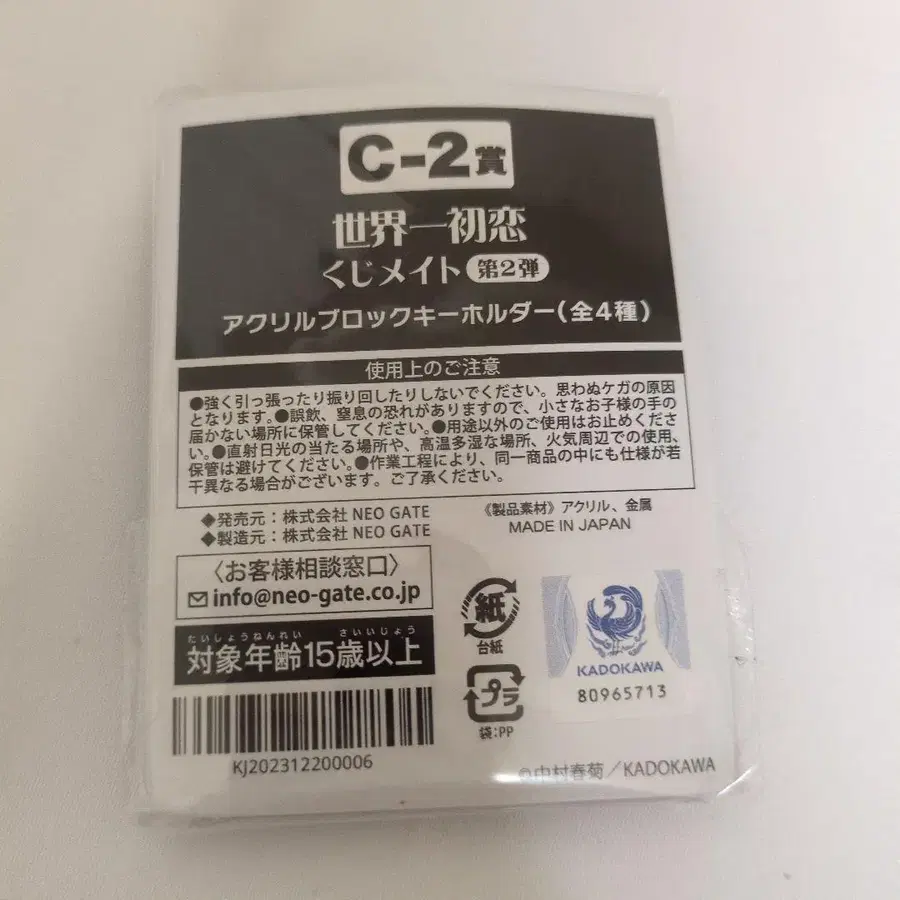 C-2賞
世界一初恋
くじメイト 第2弾
アクリルブロックキーホルダー(全4種)
使用上のご注意
●強く引っ張ったり振り回したりしないでください。思わぬケガの原因
となります。●誤飲、窒息の恐れがありますので、小さなお子様の手の
届かない場所に保管してください。●用途以外のご使用はお止めくださ
い。●直射日光の当たる場所や、高温多湿な場所、火気周辺での使用、
保管は避けてください。●作業工程により、同一商品の中にも仕様が若
干異なる場合がございます。ご了承ください。
◆発売元：株式会社 NEO GATE
◆製造元：株式会社 NEO GATE
《製品素材》アクリル、金属
MADE IN JAPAN
〈お客様相談窓口〉
info@neo-gate.co.jp
たいしょうねんれい さいいじょう
対象年齢15歳以上
紙
台紙
プラ
袋:PP
KADOKAWA
80965713
KJ202312200006
©中村春菊／KADOKAWA